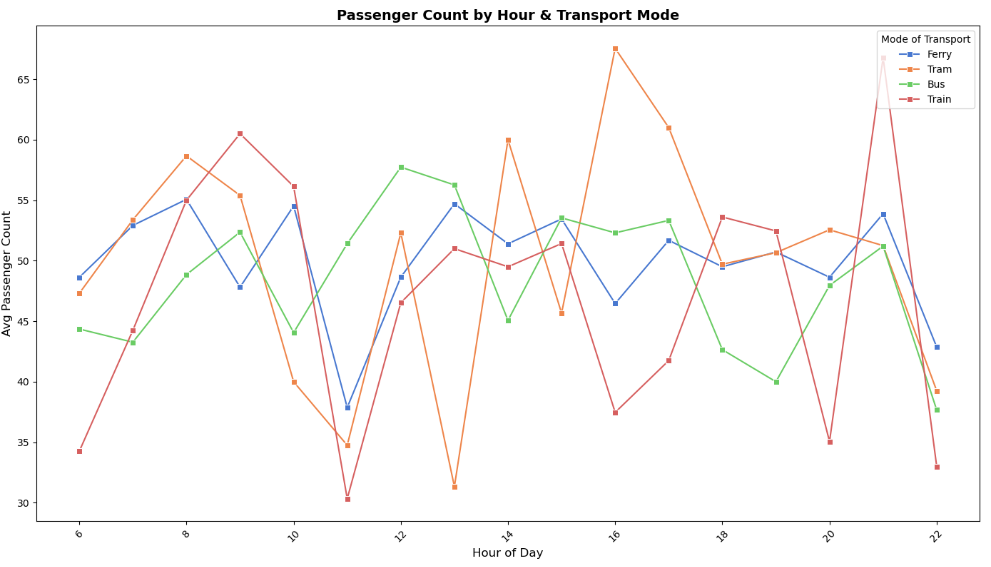 Passenger Count by Hour & Transport Mode
Mode of Transport
Ferry
Tram
Bus
Train
Avg Passenger Count
65
60
55
50
45
40
35
30
6
8
10
12
14
16
18
20
22
Hour of Day